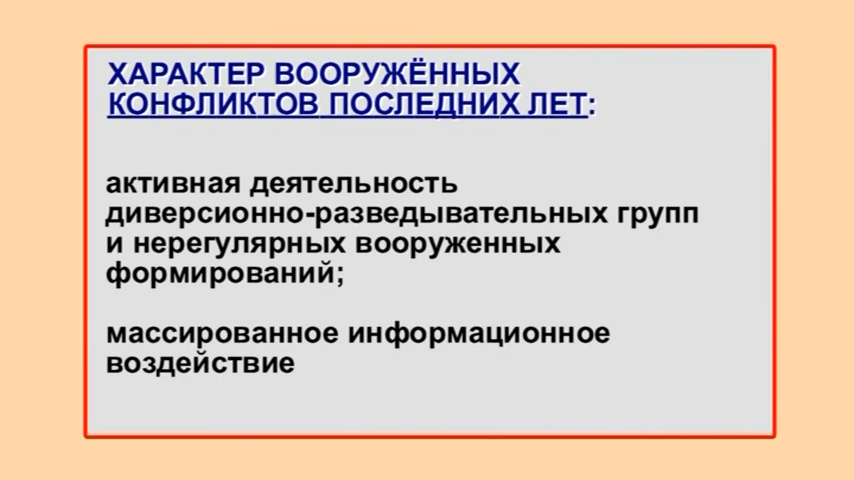 ХАРАКТЕР ВООРУЖЁННЫХ
КОНФЛИКТОВ ПОСЛЕДНИХ ЛЕТ:
активная деятельность
диверсионно-разведывательных групп
и нерегулярных вооруженных
формирований;
массированное информационное
воздействие